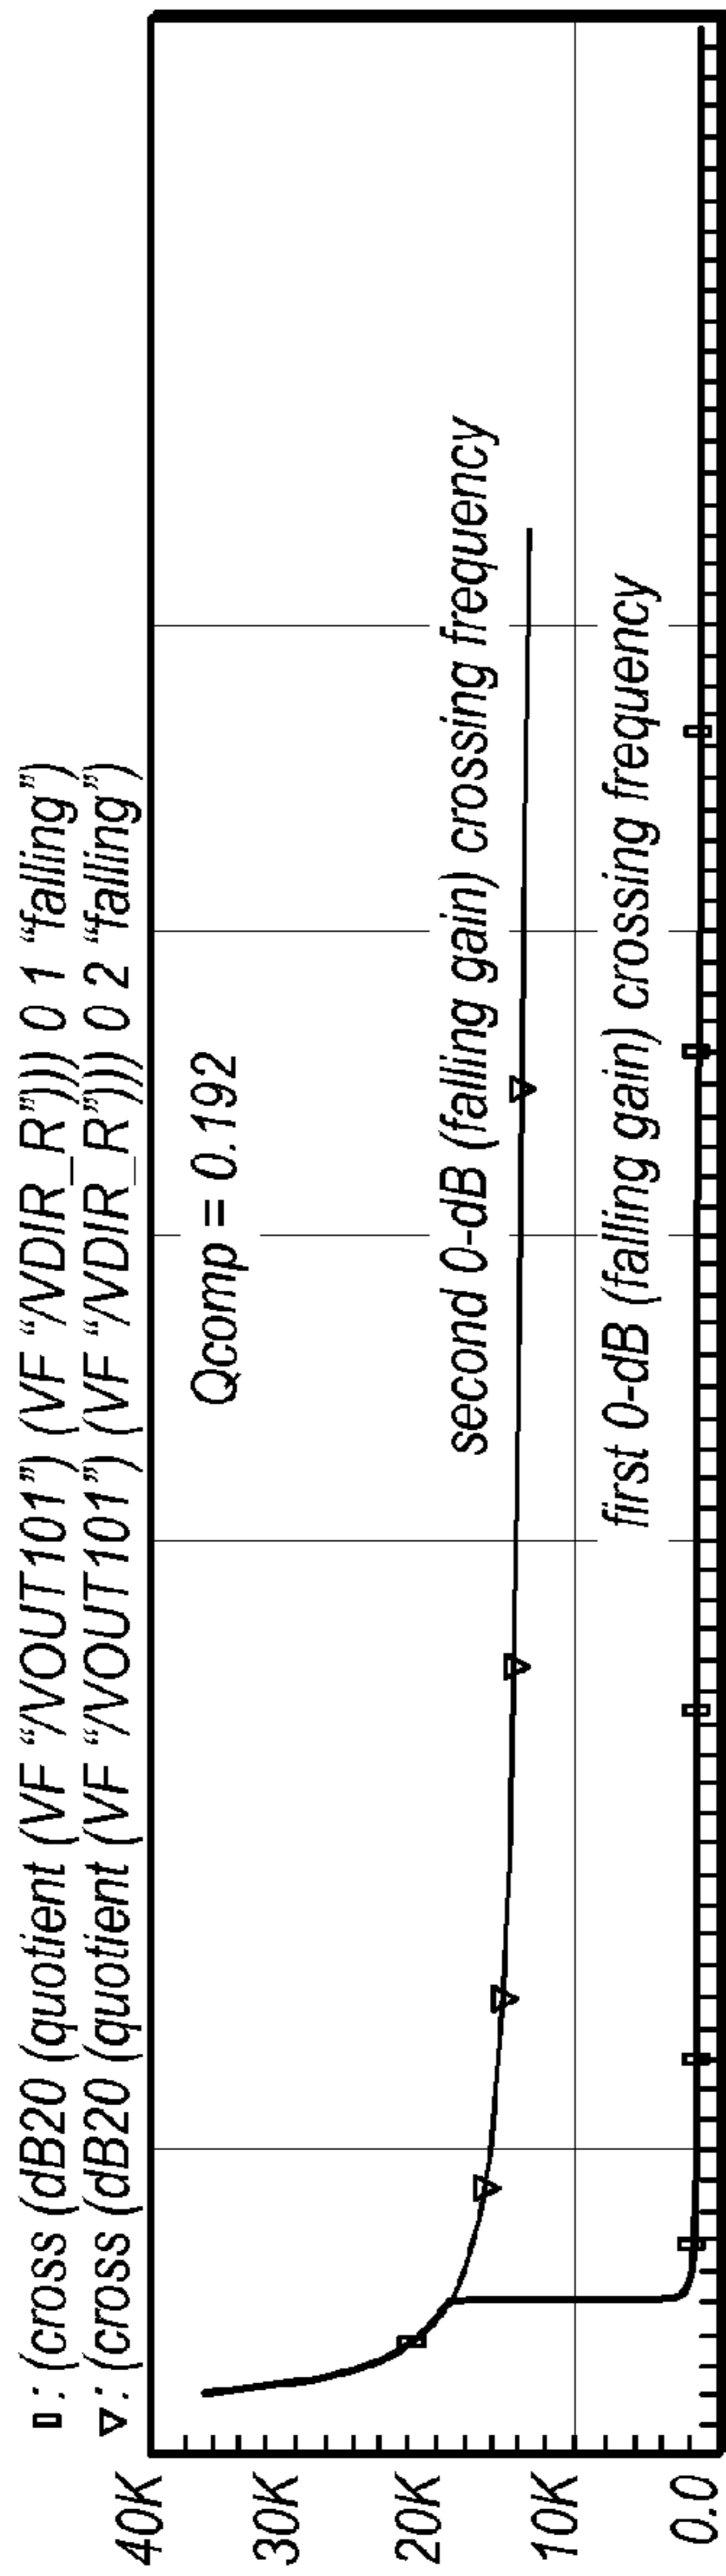 ▯: (cross (dB20 (quotient (VF “/VOUT101”) (VF “/VDIR_R”))) 0 1 “falling”)
▽: (cross (dB20 (quotient (VF “/VOUT101”) (VF “/VDIR_R”))) 0 2 “falling”)
40K
Qcomp = 0.192
30K
20K
second 0-dB (falling gain) crossing frequency
10K
first 0-dB (falling gain) crossing frequency
0.0